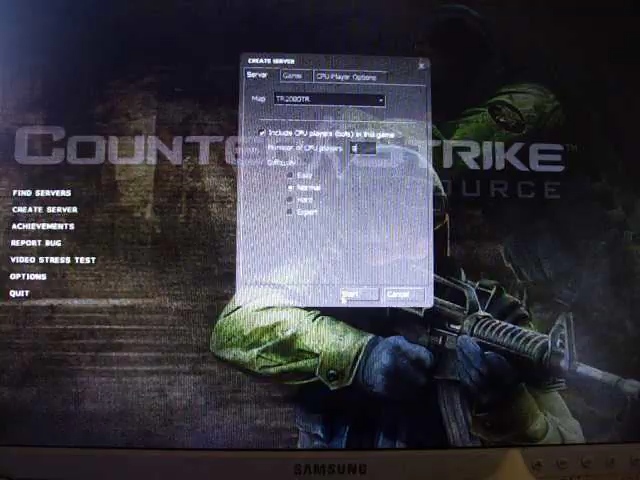 CREATE SERVER
Server Game CPU Player Options
Map
Include CPU players (bots) in this game
Number of CPU players
Difficulty
Easy
Normal
Hard
Expert
Start Cancel
COUNTER STRIKE™
SOURCE
FIND SERVERS
CREATE SERVER
ACHIEVEMENTS
REPORT BUG
VIDEO STRESS TEST
OPTIONS
QUIT
SAMSUNG